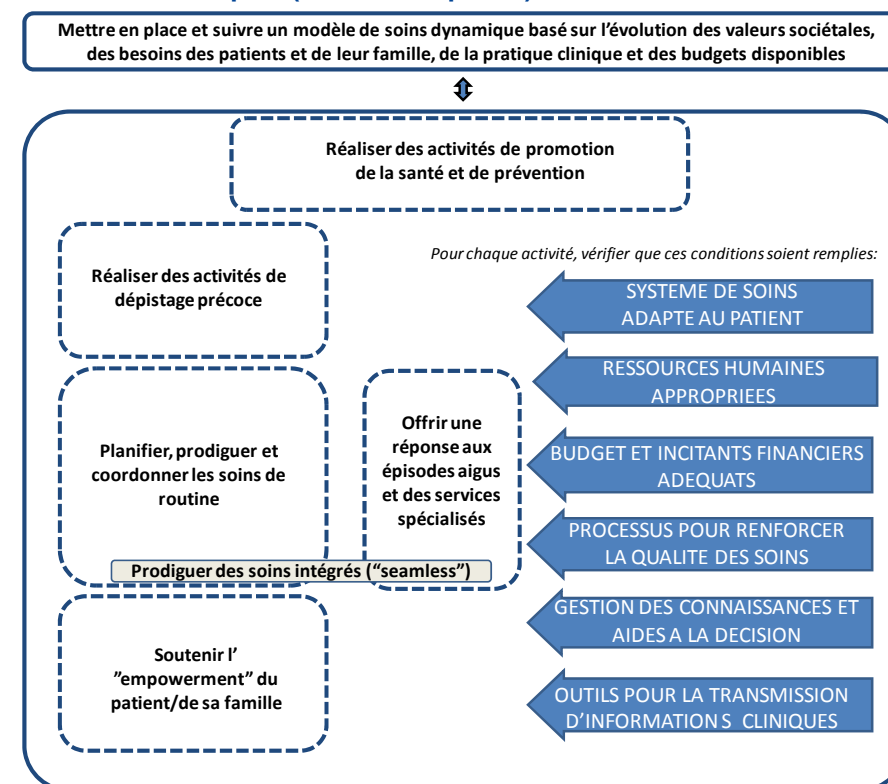 Mettre en place et suivre un modèle de soins dynamique basé sur l'évolution des valeurs sociétales,
des besoins des patients et de leur famille, de la pratique clinique et des budgets disponibles
Réaliser des activités de promotion
de la santé et de prévention
Pour chaque activité, vérifier que ces conditions soient remplies:
Réaliser des activités de
dépistage précoce
SYSTEME DE SOINS
ADAPTE AU PATIENT
RESSOURCES HUMAINES
APPROPRIEES
Planifier, prodiguer et
coordonner les soins de
routine
Offrir une
réponse aux
épisodes aigus
et des services
spécialisés
BUDGET ET INCITANTS FINANCIERS
ADEQUATS
PROCESSUS POUR RENFORCER
LA QUALITE DES SOINS
Prodiguer des soins intégrés ("seamless")
GESTION DES CONNAISSANCES ET
AIDES A LA DECISION
Soutenir l'
"empowerment" du
patient/de sa famille
OUTILS POUR LA TRANSMISSION
D'INFORMATIONS CLINIQUES